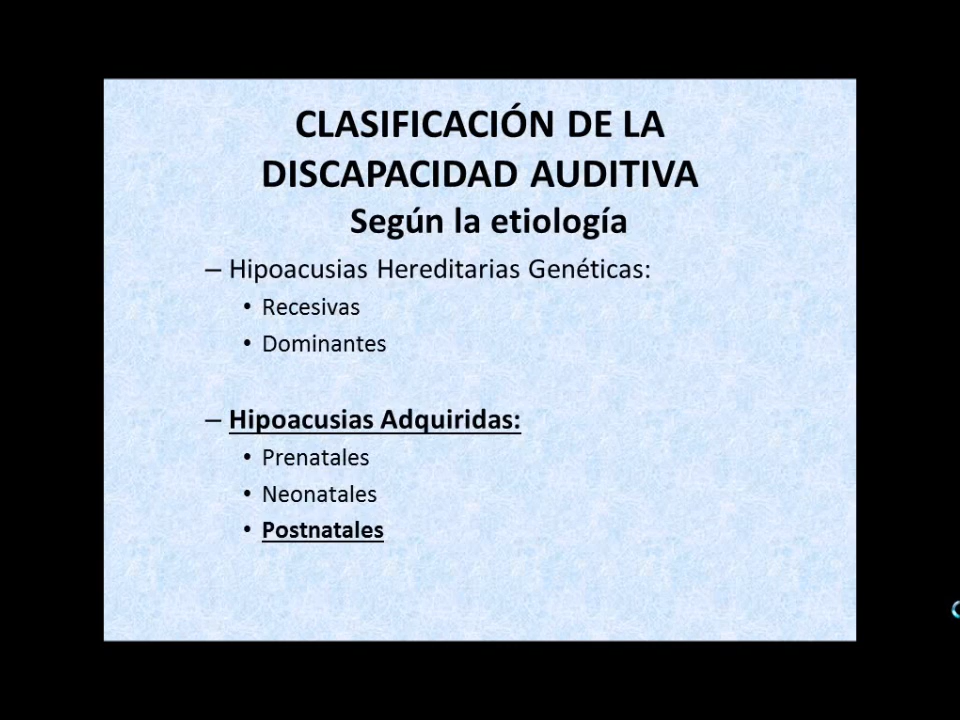 CLASIFICACIÓN DE LA
DISCAPACIDAD AUDITIVA
Según la etiología
– Hipoacusias Hereditarias Genéticas:
• Recesivas
• Dominantes
– Hipoacusias Adquiridas:
• Prenatales
• Neonatales
• Postnatales